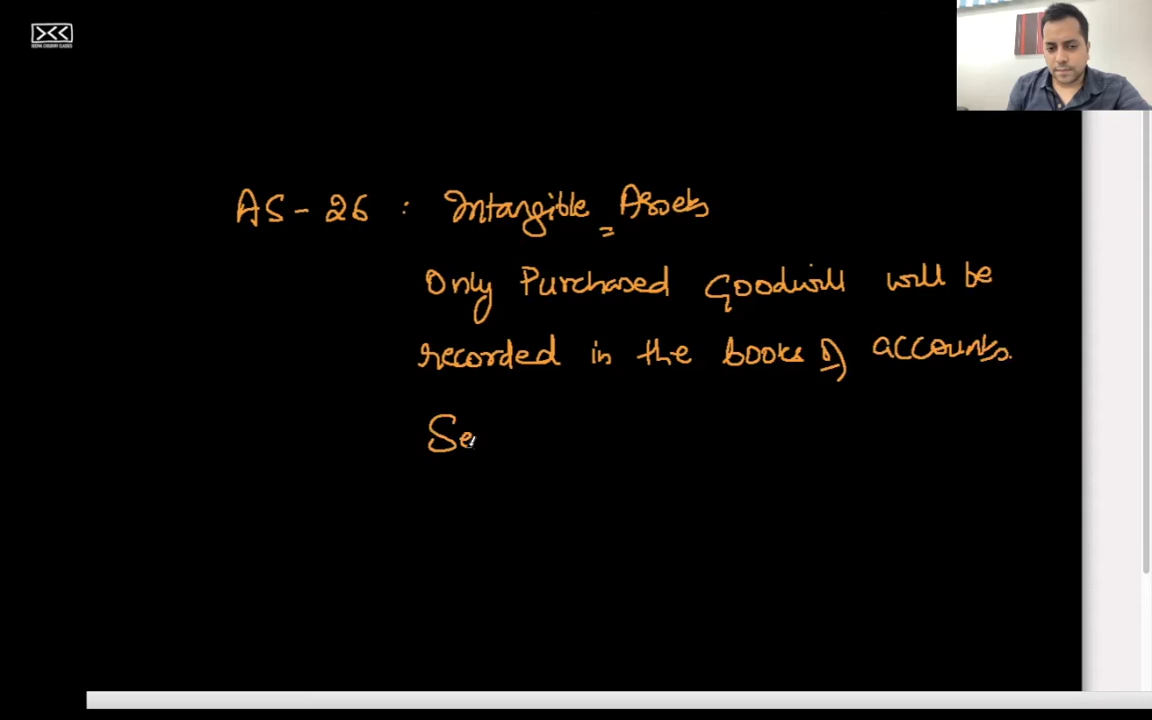 AS - 26 : Intangible Assets
Only Purchased Goodwill will be
recorded in the books of accounts.
Se